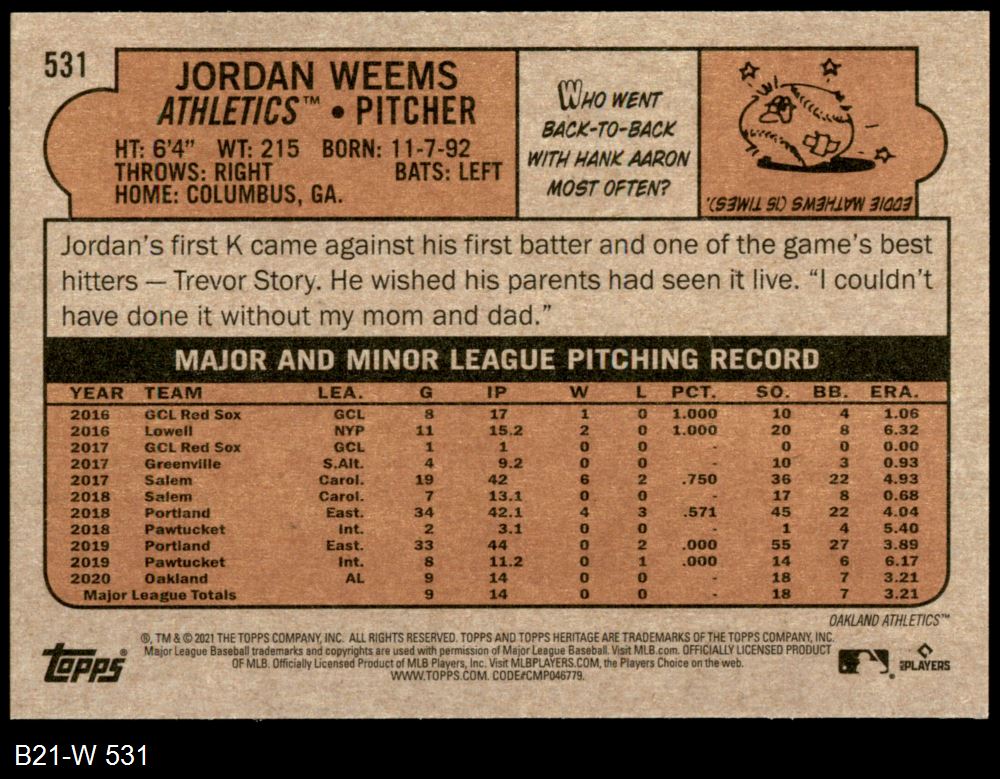 531
JORDAN WEEMS
ATHLETICS™ • PITCHER
HT: 6'4" WT: 215 BORN: 11-7-92
THROWS: RIGHT BATS: LEFT
HOME: COLUMBUS, GA.
WHO WENT
BACK-TO-BACK
WITH HANK AARON
MOST OFTEN?
EDDIE MATHEWS (15 TIMES).
Jordan's first K came against his first batter and one of the game's best
hitters — Trevor Story. He wished his parents had seen it live. "I couldn't
have done it without my mom and dad."
MAJOR AND MINOR LEAGUE PITCHING RECORD
YEAR TEAM LEA. G IP W L PCT. SO. BB. ERA.
2016 GCL Red Sox GCL 8 17 1 0 1.000 10 4 1.06
2016 Lowell NYP 11 15.2 2 0 1.000 20 8 6.32
2017 GCL Red Sox GCL 1 1 0 0 - 0 0 0.00
2017 Greenville S.Alt. 4 9.2 0 0 - 10 3 0.93
2017 Salem Carol. 19 42 6 2 .750 36 22 4.93
2018 Salem Carol. 7 13.1 0 0 - 17 8 0.68
2018 Portland East. 34 42.1 4 3 .571 45 22 4.04
2018 Pawtucket Int. 2 3.1 0 0 - 1 4 5.40
2019 Portland East. 33 44 0 2 .000 55 27 3.89
2019 Pawtucket Int. 8 11.2 0 1 .000 14 6 6.17
2020 Oakland AL 9 14 0 0 - 18 7 3.21
Major League Totals 9 14 0 0 - 18 7 3.21
OAKLAND ATHLETICS™
®, TM & © 2021 THE TOPPS COMPANY, INC. ALL RIGHTS RESERVED. TOPPS AND TOPPS HERITAGE ARE TRADEMARKS OF THE TOPPS COMPANY, INC.
Major League Baseball trademarks and copyrights are used with permission of Major League Baseball. Visit MLB.com. OFFICIALLY LICENSED PRODUCT
OF MLB. Officially Licensed Product of MLB Players, Inc. Visit MLBPLAYERS.COM, the Players Choice on the web.
WWW.TOPPS.COM. CODE#CMP046779.
Topps®
MLB PLAYERS
B21-W 531